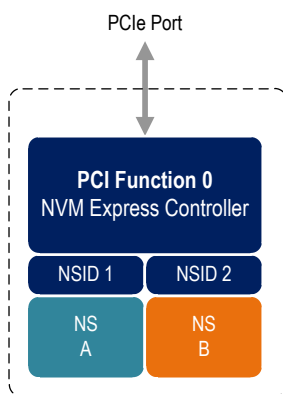 PCIe Port
PCI Function 0
NVM Express Controller
NSID 1
NSID 2
NS
A
NS
B